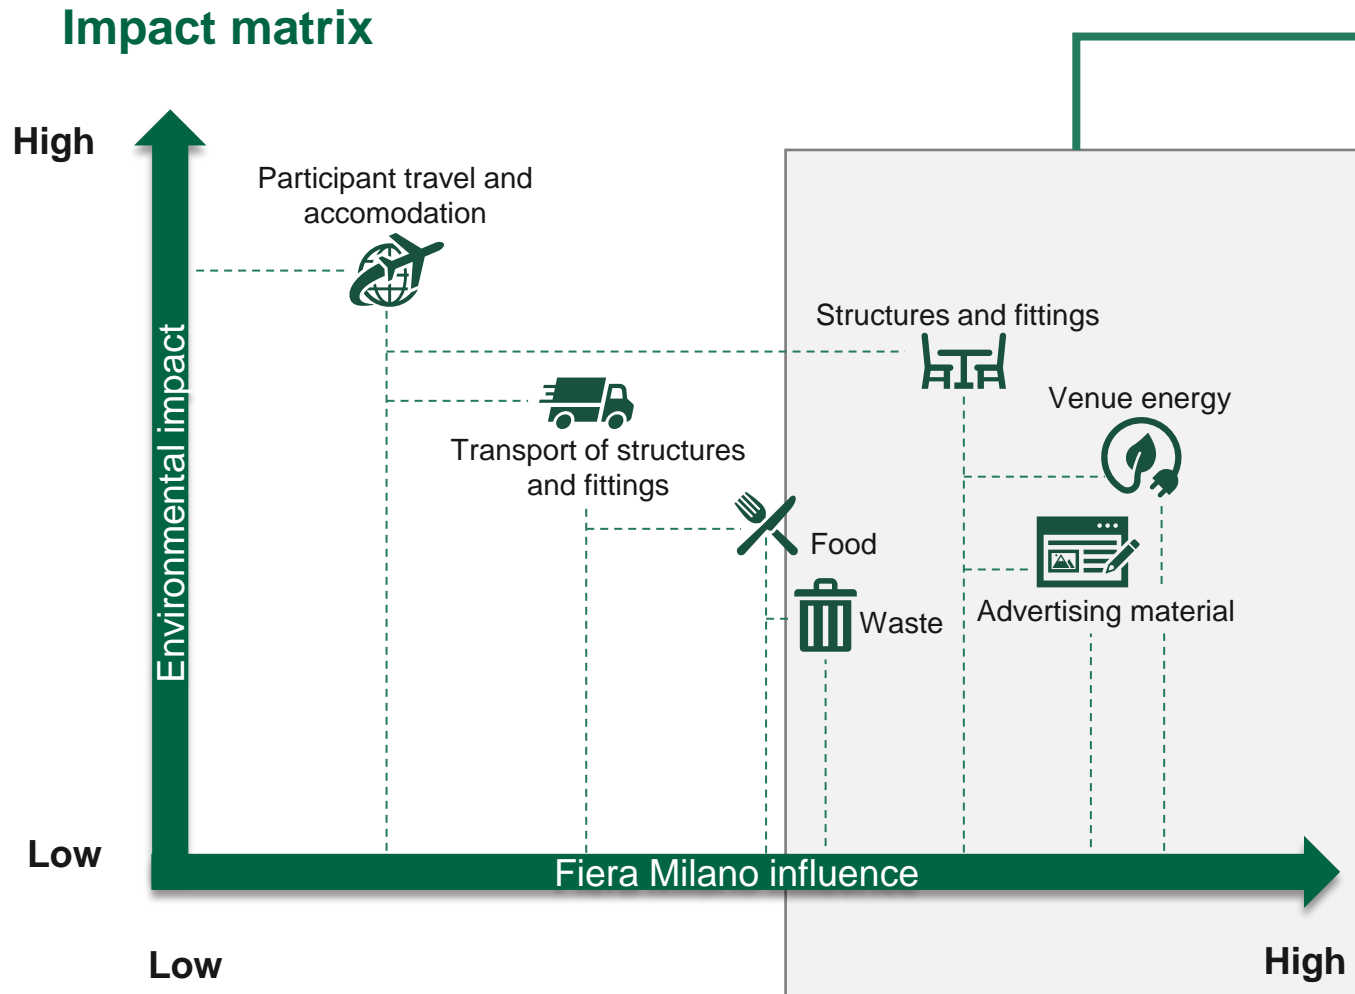 Impact matrix
High
Participant travel and
accomodation
Structures and fittings
Venue energy
Transport of structures
and fittings
Food
Advertising material
Waste
Environmental impact
Low
Fiera Milano influence
Low
High